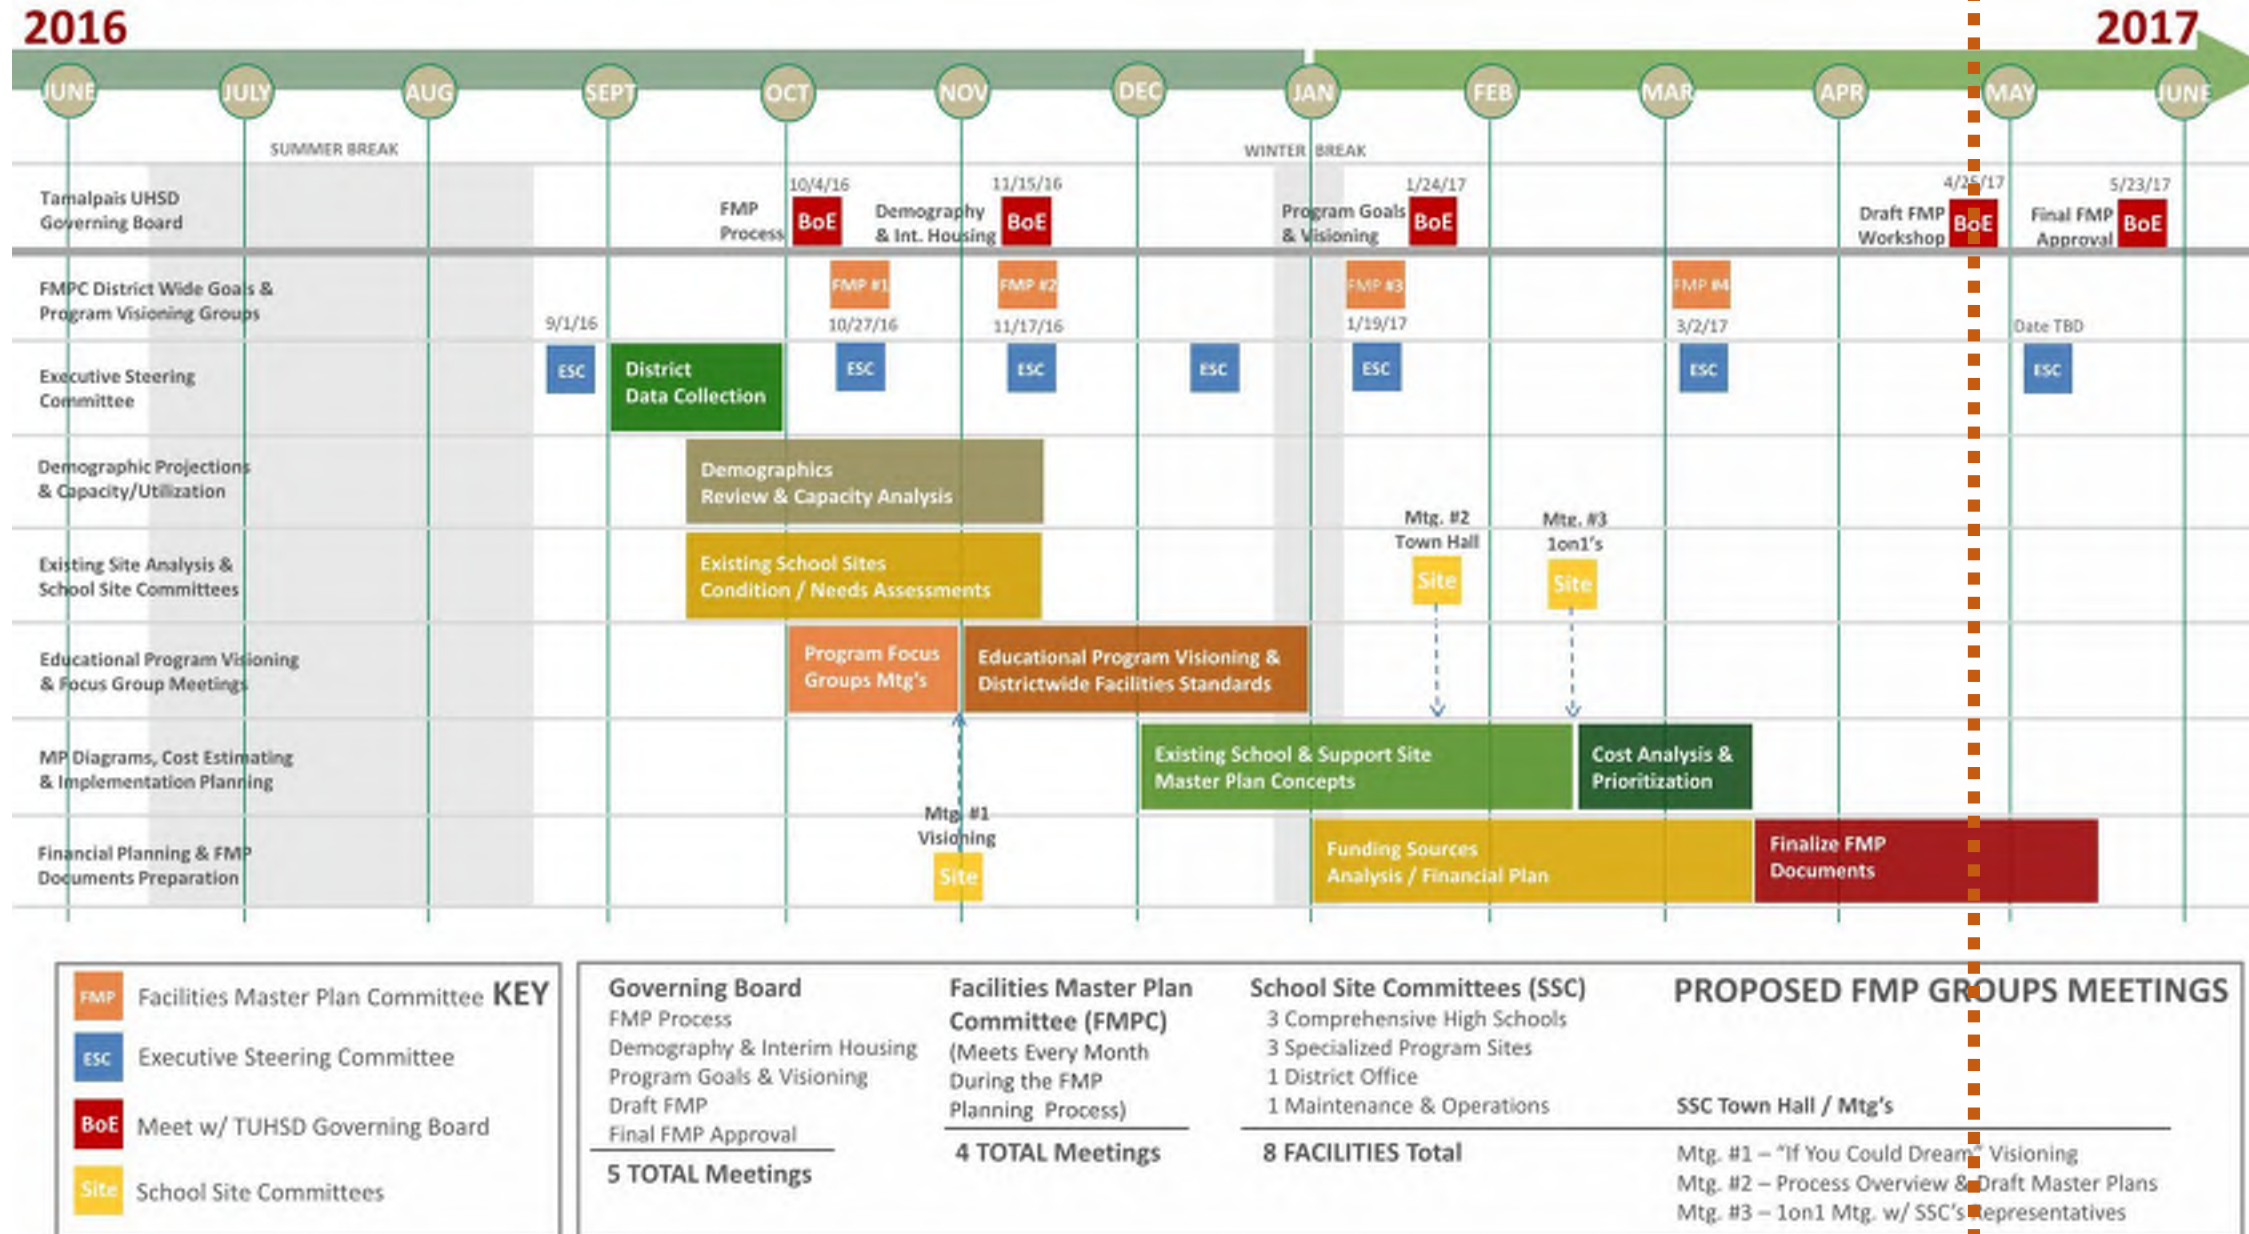 2016
2017
JUNE JULY AUG SEPT OCT NOV DEC JAN FEB MAR APR MAY JUNE
SUMMER BREAK
WINTER BREAK
Tamalpais UHSD
Governing Board
10/4/16
FMP
Process
BoE
11/15/16
Demography
& Int. Housing
BoE
1/24/17
Program Goals
& Visioning
BoE
4/25/17
Draft FMP
Workshop
BoE
5/23/17
Final FMP
Approval
BoE
FMPC District Wide Goals &
Program Visioning Groups
FMP #1
FMP #2
FMP #3
FMP #4
9/1/16
10/27/16
11/17/16
1/19/17
3/2/17
Date TBD
Executive Steering
Committee
ESC
District
Data Collection
ESC
ESC
ESC
ESC
ESC
ESC
Demographic Projections
& Capacity/Utilization
Demographics
Review & Capacity Analysis
Existing Site Analysis &
School Site Committees
Existing School Sites
Condition / Needs Assessments
Mtg. #2
Town Hall
Site
Mtg. #3
1on1's
Site
Educational Program Visioning
& Focus Group Meetings
Program Focus
Groups Mtg's
Educational Program Visioning &
Districtwide Facilities Standards
MP Diagrams, Cost Estimating
& Implementation Planning
Existing School & Support Site
Master Plan Concepts
Cost Analysis &
Prioritization
Mtg. #1
Visioning
Site
Financial Planning & FMP
Documents Preparation
Funding Sources
Analysis / Financial Plan
Finalize FMP
Documents
KEY
FMP Facilities Master Plan Committee
ESC Executive Steering Committee
BoE Meet w/ TUHSD Governing Board
Site School Site Committees
Governing Board
FMP Process
Demography & Interim Housing
Program Goals & Visioning
Draft FMP
Final FMP Approval
5 TOTAL Meetings
Facilities Master Plan
Committee (FMPC)
(Meets Every Month
During the FMP
Planning Process)
4 TOTAL Meetings
School Site Committees (SSC)
3 Comprehensive High Schools
3 Specialized Program Sites
1 District Office
1 Maintenance & Operations
8 FACILITIES Total
PROPOSED FMP GROUPS MEETINGS
SSC Town Hall / Mtg's
Mtg. #1 – "If You Could Dream" Visioning
Mtg. #2 – Process Overview & Draft Master Plans
Mtg. #3 – 1on1 Mtg. w/ SSC's Representatives